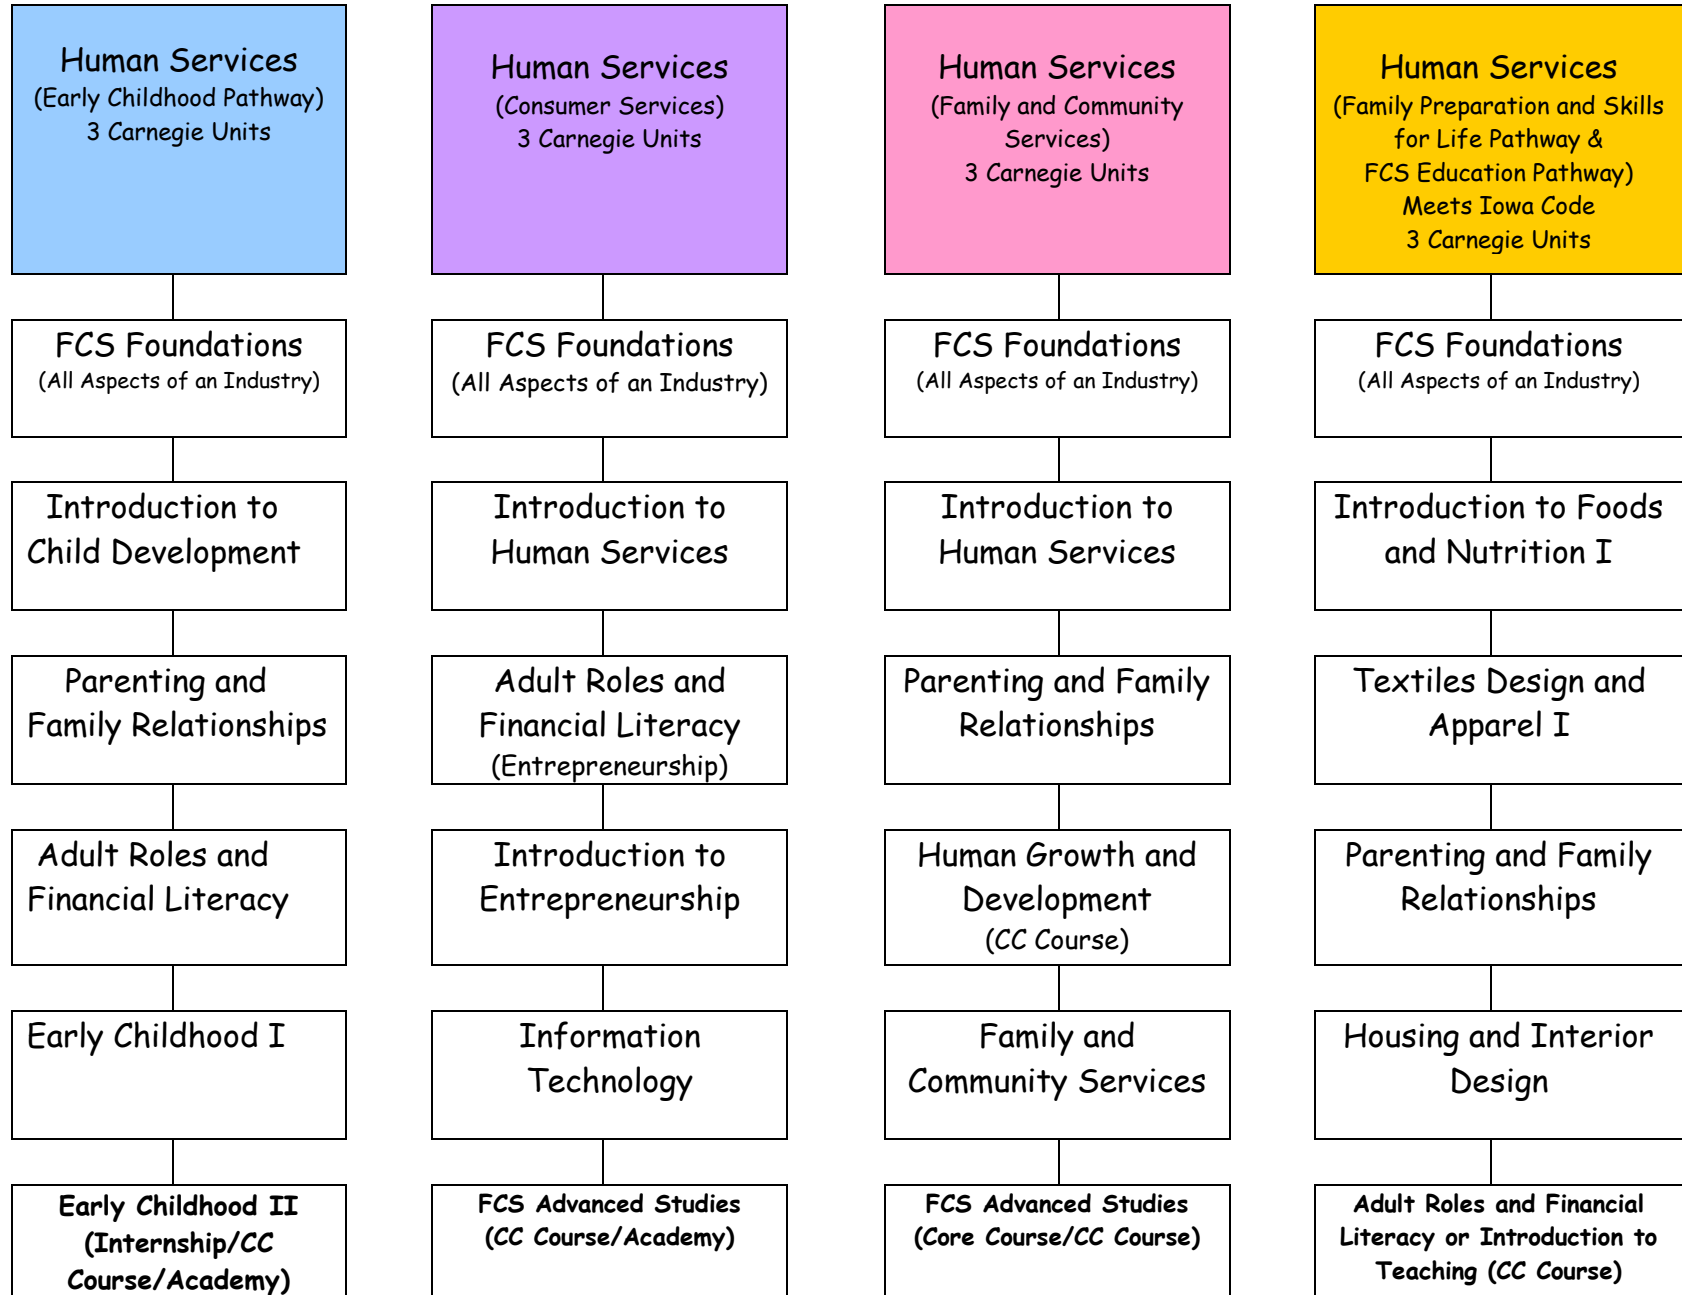 Human Services
(Early Childhood Pathway)
3 Carnegie Units
FCS Foundations
(All Aspects of an Industry)
Introduction to
Child Development
Parenting and
Family Relationships
Adult Roles and
Financial Literacy
Early Childhood I
Early Childhood II
(Internship/CC
Course/Academy)
Human Services
(Consumer Services)
3 Carnegie Units
FCS Foundations
(All Aspects of an Industry)
Introduction to
Human Services
Adult Roles and
Financial Literacy
(Entrepreneurship)
Introduction to
Entrepreneurship
Information
Technology
FCS Advanced Studies
(CC Course/Academy)
Human Services
(Family and Community
Services)
3 Carnegie Units
FCS Foundations
(All Aspects of an Industry)
Introduction to
Human Services
Parenting and Family
Relationships
Human Growth and
Development
(CC Course)
Family and
Community Services
FCS Advanced Studies
(Core Course/CC Course)
Human Services
(Family Preparation and Skills
for Life Pathway &
FCS Education Pathway)
Meets Iowa Code
3 Carnegie Units
FCS Foundations
(All Aspects of an Industry)
Introduction to Foods
and Nutrition I
Textiles Design and
Apparel I
Parenting and Family
Relationships
Housing and Interior
Design
Adult Roles and Financial
Literacy or Introduction to
Teaching (CC Course)